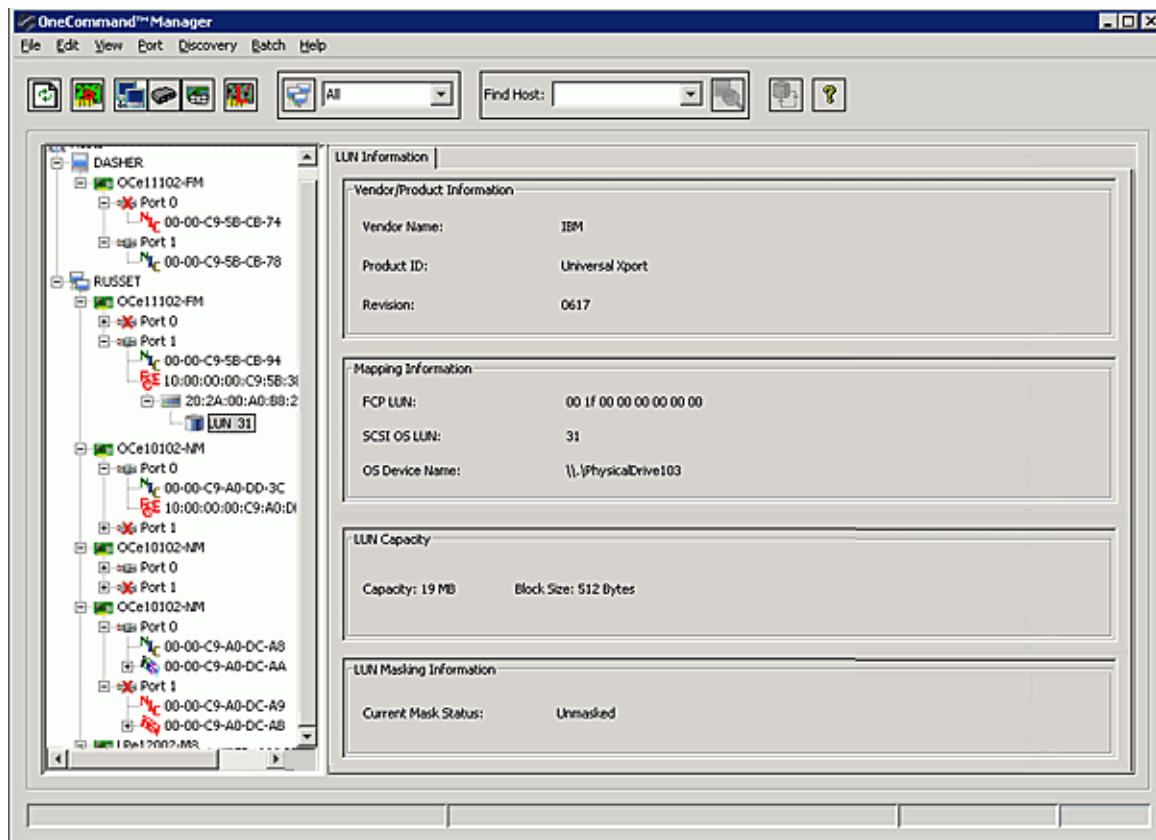 OneCommand™ Manager
File Edit View Port Discovery Batch Help
All
Find Host:
DASHER
OCe11102-FM
Port 0
00-00-C9-5B-CB-74
Port 1
00-00-C9-5B-CB-78
RUSSET
OCe11102-FM
Port 0
Port 1
00-00-C9-5B-CB-94
10:00:00:00:C9:5B:3
20:2A:00:A0:B8:2
LUN 31
OCe10102-NM
Port 0
00-00-C9-A0-DD-3C
10:00:00:00:C9:A0:D
Port 1
OCe10102-NM
Port 0
Port 1
OCe10102-NM
Port 0
00-00-C9-A0-DC-A8
00-00-C9-A0-DC-AA
Port 1
00-00-C9-A0-DC-A9
00-00-C9-A0-DC-AB
LPe12002-M8
LUN Information
Vendor/Product Information
Vendor Name: IBM
Product ID: Universal Xport
Revision: 0617
Mapping Information
FCP LUN: 00 1f 00 00 00 00 00 00
SCSI OS LUN: 31
OS Device Name: \\.\PhysicalDrive103
LUN Capacity
Capacity: 19 MB Block Size: 512 Bytes
LUN Masking Information
Current Mask Status: Unmasked